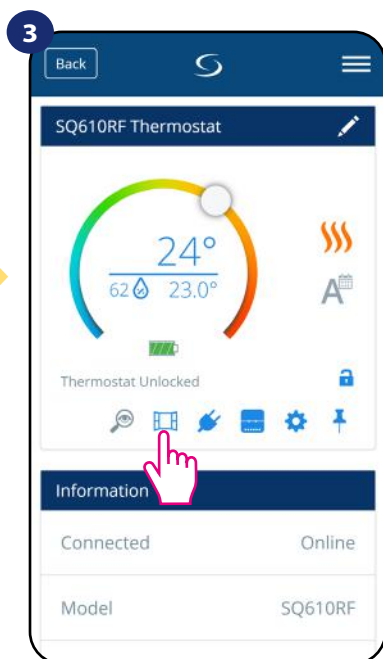 3
Back
SQ610RF Thermostat
24°
62 23.0°
A
Thermostat Unlocked
Information
Connected Online
Model SQ610RF